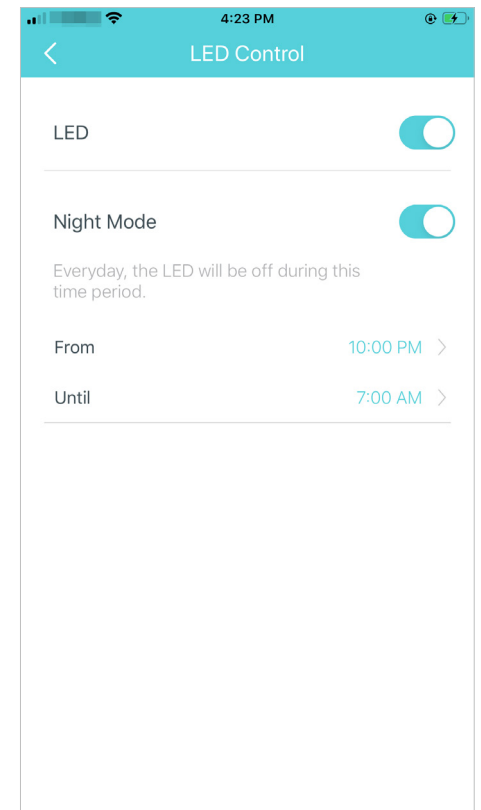 4:23 PM
LED Control
LED
Night Mode
Everyday, the LED will be off during this
time period.
From 10:00 PM
Until 7:00 AM